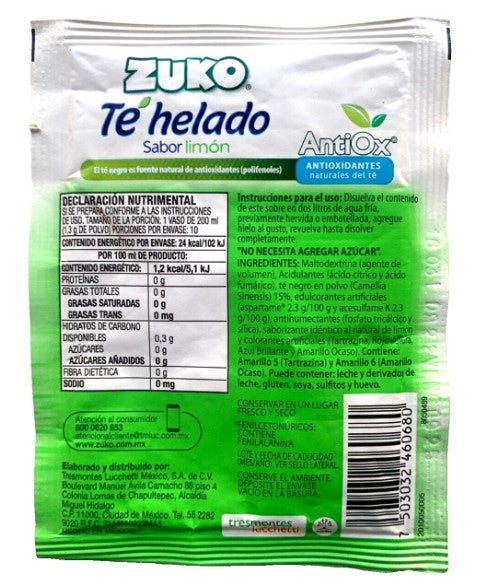 ZUKO®
Té helado
Sabor limón
El té negro es fuente natural de antioxidantes (polifenoles)
AntiOx®
ANTIOXIDANTES
naturales del té
DECLARACIÓN NUTRIMENTAL
SI SE PREPARA CONFORME A LAS INSTRUCCIONES
DE USO. TAMAÑO DE LA PORCIÓN: 1 VASO DE 200 ml
(1,3 g DE POLVO) PORCIONES POR ENVASE: 10
CONTENIDO ENERGÉTICO POR ENVASE: 24 kcal/102 kJ
POR 100 ml DE PRODUCTO:
CONTENIDO ENERGÉTICO: 1,2 kcal/5,1 kJ
PROTEÍNAS 0 g
GRASAS TOTALES 0 g
GRASAS SATURADAS 0 g
GRASAS TRANS 0 mg
HIDRATOS DE CARBONO
DISPONIBLES 0,3 g
AZÚCARES 0 g
AZÚCARES AÑADIDOS 0 g
FIBRA DIETÉTICA 0 g
SODIO 0 mg
Instrucciones para el uso: Disuelva el contenido
de este sobre en dos litros de agua fría,
previamente hervida o embotellada, agregue
hielo al gusto, revuelva hasta disolver
completamente.
"NO NECESITA AGREGAR AZÚCAR".
INGREDIENTES: Maltodextrina (agente de
volumen), Acidulantes (ácido cítrico y ácido
fumárico), té negro en polvo (Camellia
Sinensis) 15%, edulcorantes artificiales
(aspartame* 2.3 g/100 g y acesulfame K 2.3
g/100 g), antihumectantes (fosfato tricálcico y
sílica), saborizante idéntico al natural de limón
y colorantes artificiales (Tartrazina, Rojo
Azul Brillante y Amarillo Ocaso). Contiene:
Amarillo 5 (Tartrazina) y Amarillo 6 (Amarillo
Ocaso). Puede contener: leche y derivados de
leche, gluten, soya, sulfitos y huevo.
CONSERVAR EN UN LUGAR
FRESCO Y SECO
*FENILCETONÚRICOS:
CONTIENE
FENILALANINA.
LOTE Y FECHA DE CADUCIDAD
(MES/AÑO), VER SELLO LATERAL
CONSERVE EL AMBIENTE,
DEPOSITE EL ENVASE
VACÍO EN LA BASURA.
Atención al consumidor
800 0620 853
atencionalcliente@tmluc.com.mx
www.zuko.com.mx
Elaborado y distribuido por:
Tresmontes Lucchetti México, S.A. de C.V.
Boulevard Manuel Ávila Camacho 88 piso 4
Colonia Lomas de Chapultepec, Alcaldía
Miguel Hidalgo
C.P. 11000, Ciudad de México. Tel. 55 2282
9020 R.F.C.
HECHO EN MÉXICO
tresmontes
lucchetti
7 503032 460680
2010050305